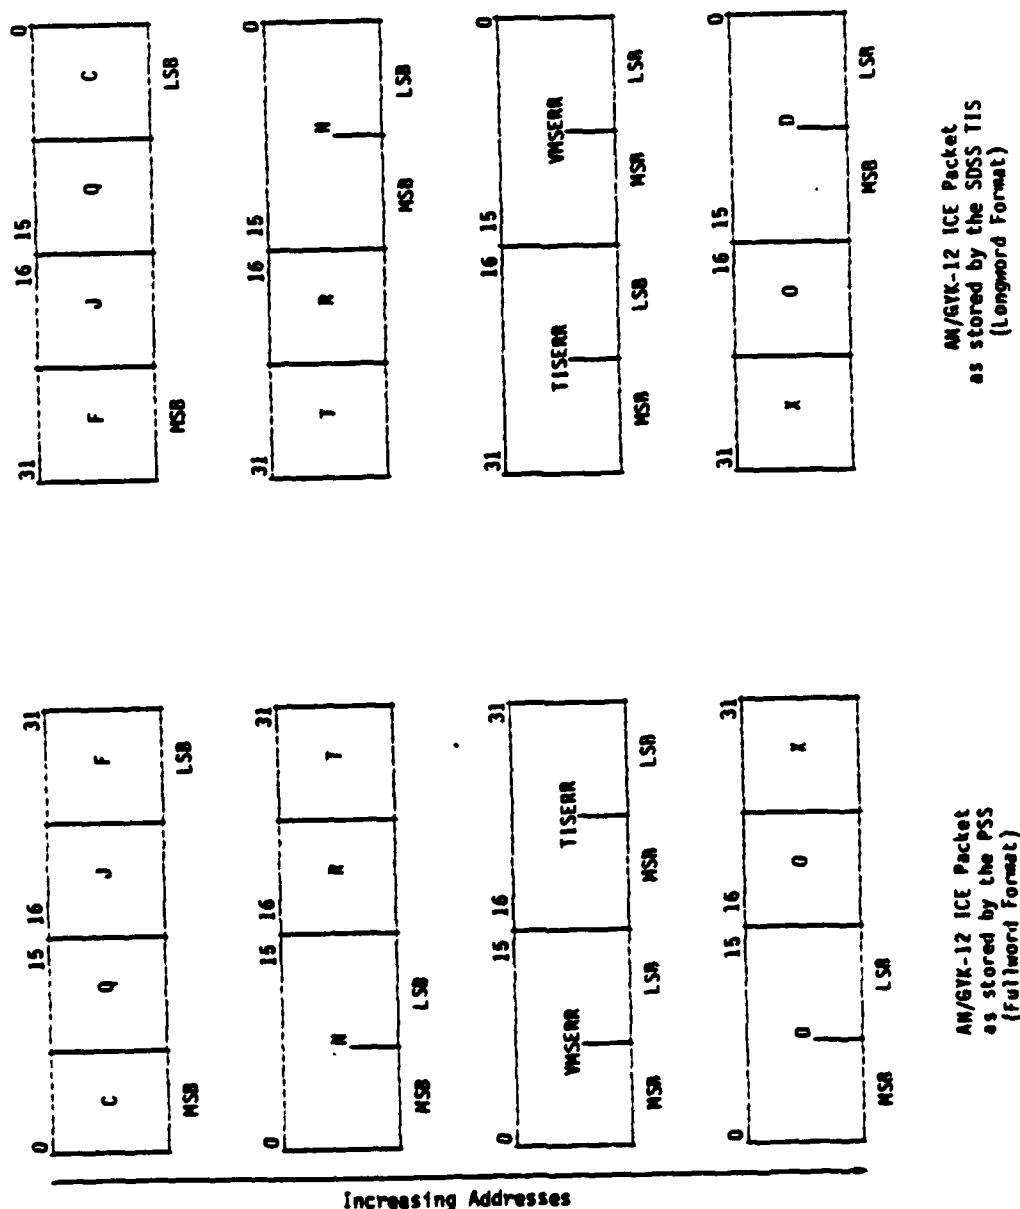 Increasing Addresses
0 15 16 31
C Q J F
MSB LSB
0 15 16 31
N R T
MSB LSB
0 15 16 31
VMSERR TISERR
MSB LSB MSB LSB
0 15 16 31
D O X
MSB LSB
AN/GYK-12 ICE Packet
as stored by the PSS
(Fullword Format)
31 16 15 0
F J Q C
MSB LSB
31 16 15 0
T R N
MSB LSB
31 16 15 0
TISERR VMSERR
MSB LSB MSB LSB
31 16 15 0
X O D
MSB LSB
AN/GYK-12 ICE Packet
as stored by the SDSS TIS
(Longword Format)